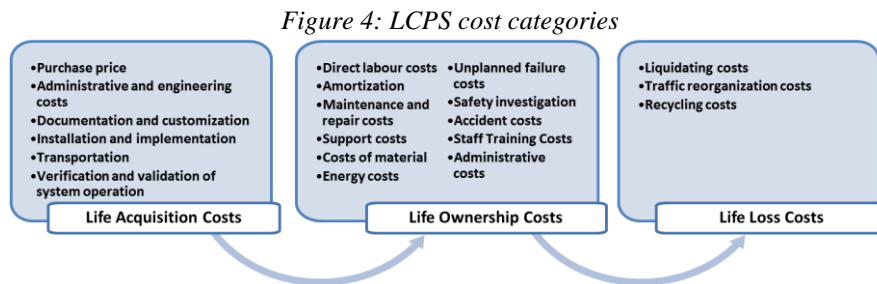 Figure 4: LCPS cost categories
•Purchase price
•Administrative and engineering
costs
•Documentation and customization
•Installation and implementation
•Transportation
•Verification and validation of
system operation
Life Acquisition Costs
•Direct labour costs
•Amortization
•Maintenance and
repair costs
•Support costs
•Costs of material
•Energy costs
•Unplanned failure
costs
•Safety investigation
•Accident costs
•Staff Training Costs
•Administrative
costs
Life Ownership Costs
•Liquidating costs
•Traffic reorganization costs
•Recycling costs
Life Loss Costs